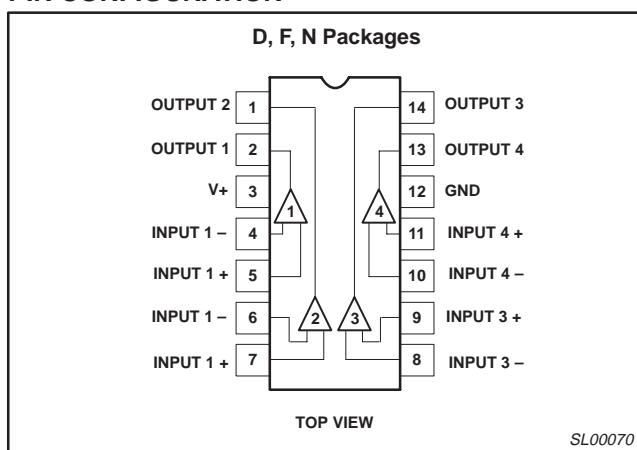 D, F, N Packages
OUTPUT 2 1 14 OUTPUT 3
OUTPUT 1 2 13 OUTPUT 4
V+ 3 12 GND
1 4
INPUT 1 – 4 11 INPUT 4 +
INPUT 1 + 5 10 INPUT 4 –
INPUT 1 – 6 2 3 9 INPUT 3 +
INPUT 1 + 7 8 INPUT 3 –
TOP VIEW
SL00070